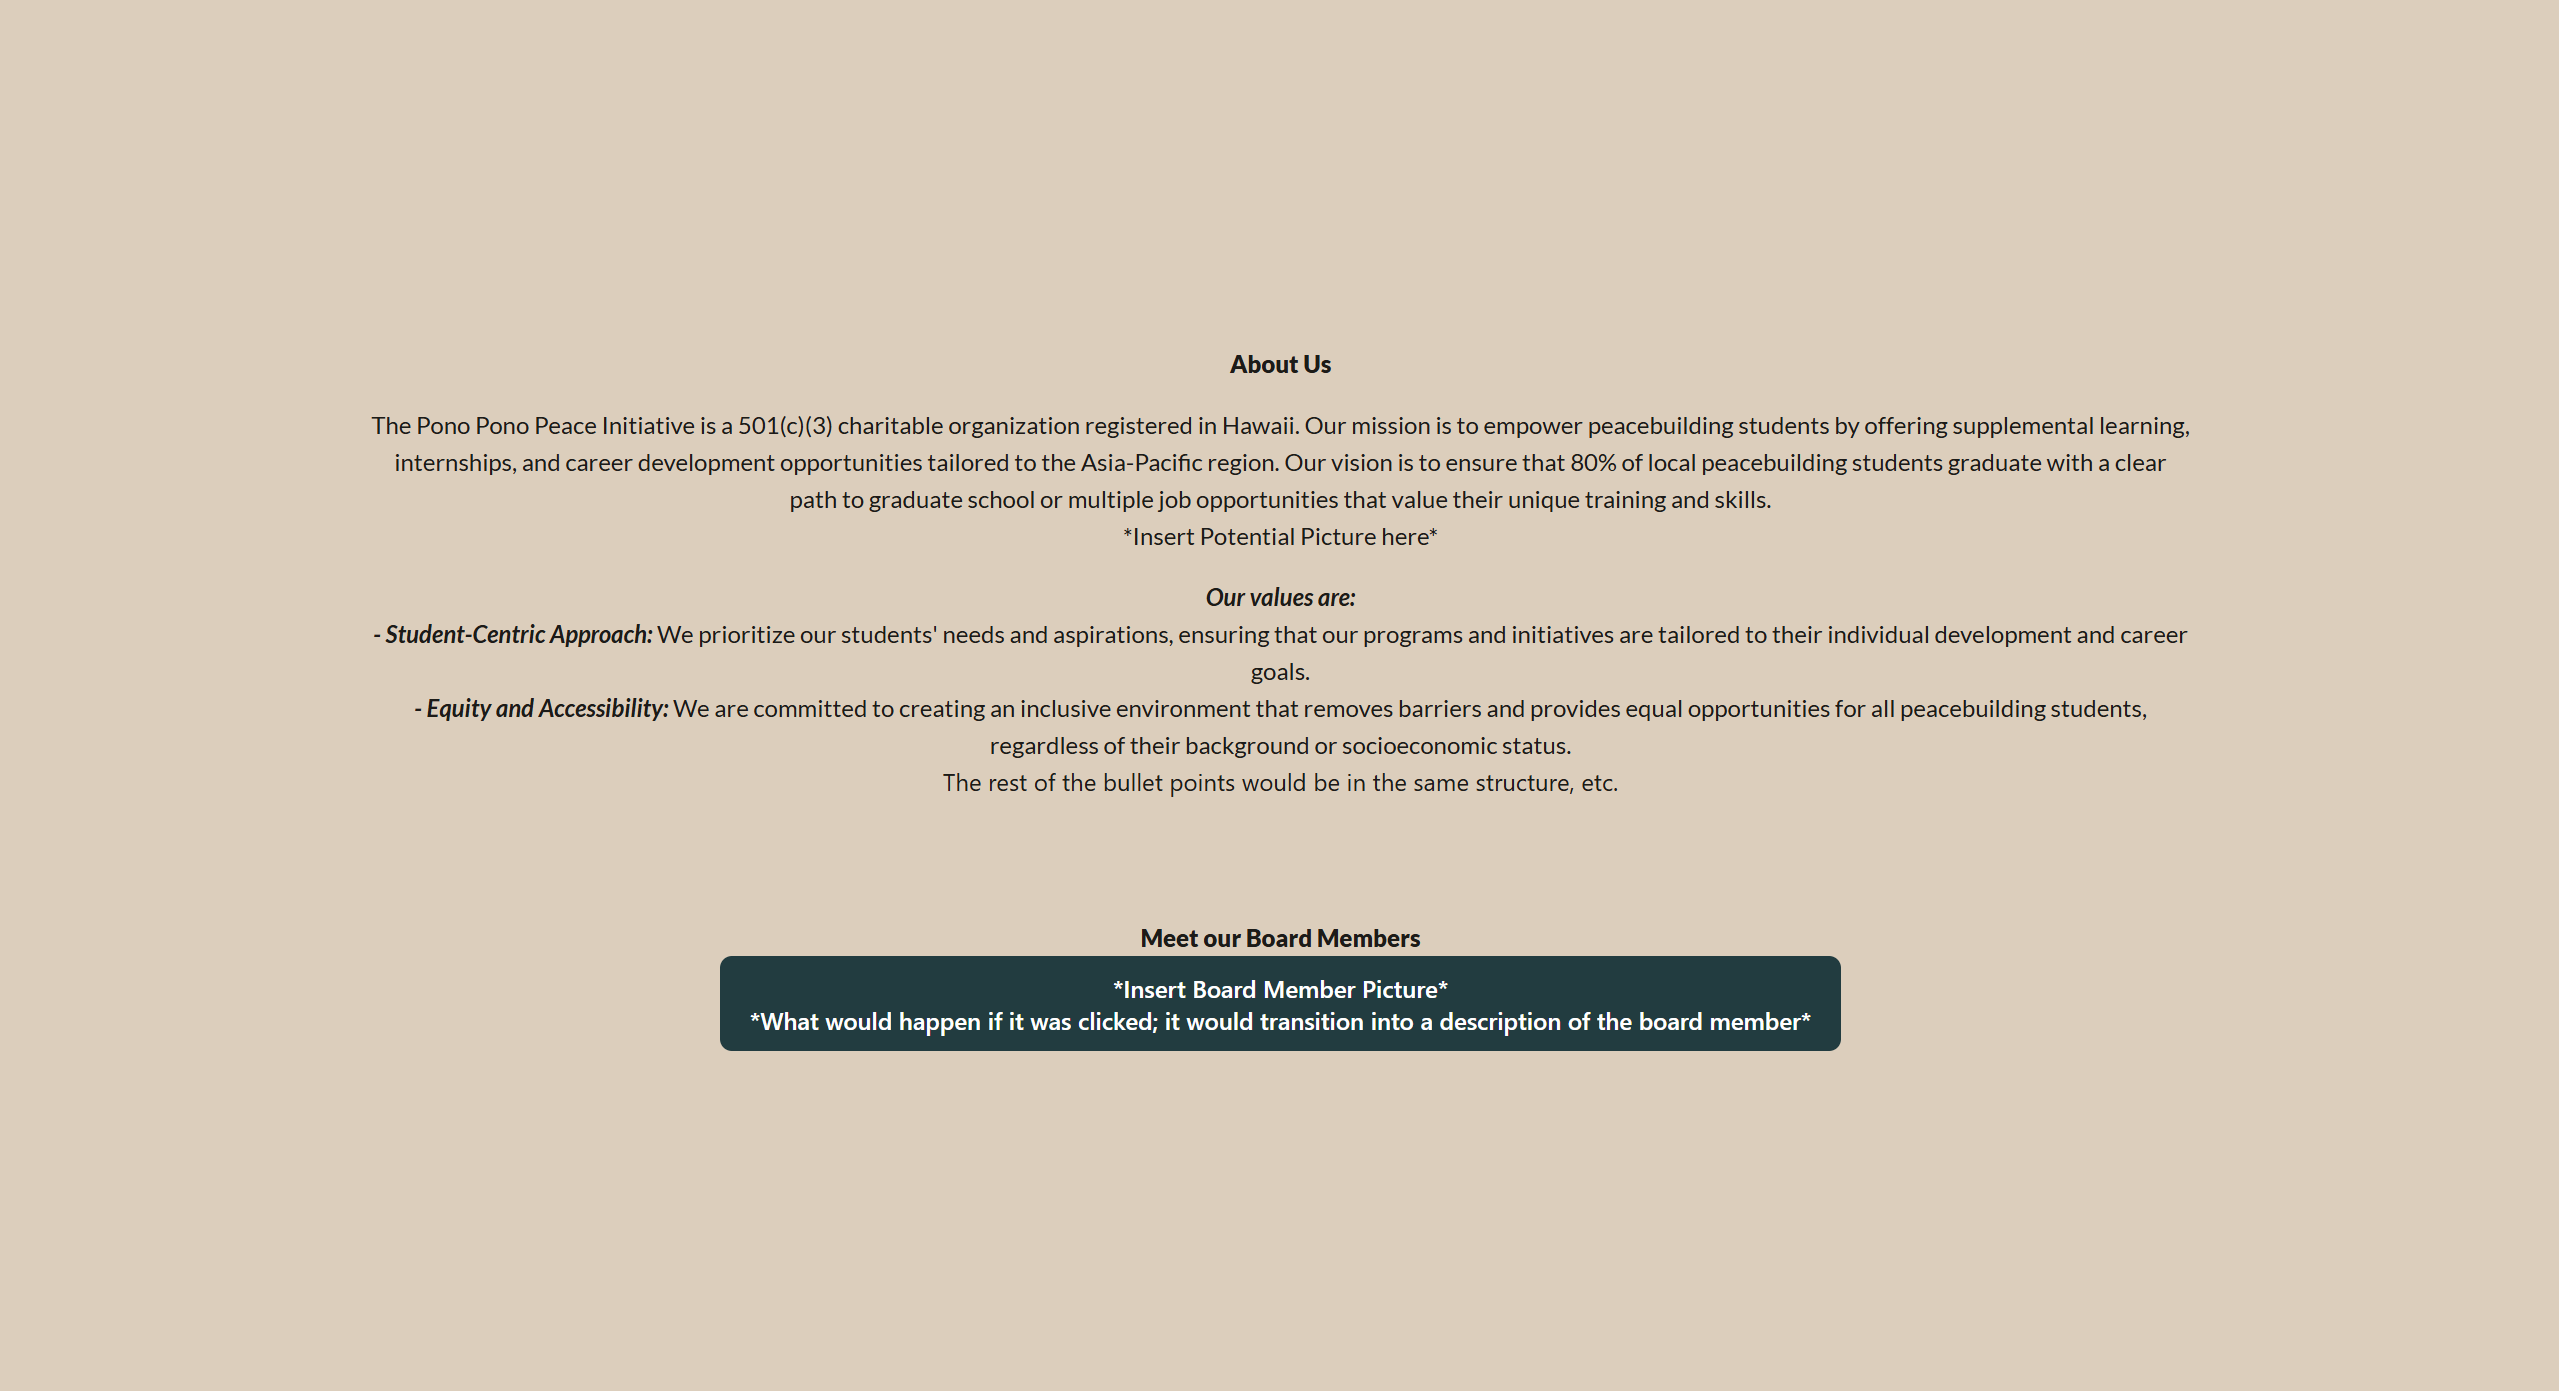 About Us
The Pono Pono Peace Initiative is a 501(c)(3) charitable organization registered in Hawaii. Our mission is to empower peacebuilding students by offering supplemental learning,
internships, and career development opportunities tailored to the Asia-Pacific region. Our vision is to ensure that 80% of local peacebuilding students graduate with a clear
path to graduate school or multiple job opportunities that value their unique training and skills.
*Insert Potential Picture here*
Our values are:
- Student-Centric Approach: We prioritize our students' needs and aspirations, ensuring that our programs and initiatives are tailored to their individual development and career
goals.
- Equity and Accessibility: We are committed to creating an inclusive environment that removes barriers and provides equal opportunities for all peacebuilding students,
regardless of their background or socioeconomic status.
The rest of the bullet points would be in the same structure, etc.
Meet our Board Members
*Insert Board Member Picture*
*What would happen if it was clicked; it would transition into a description of the board member*